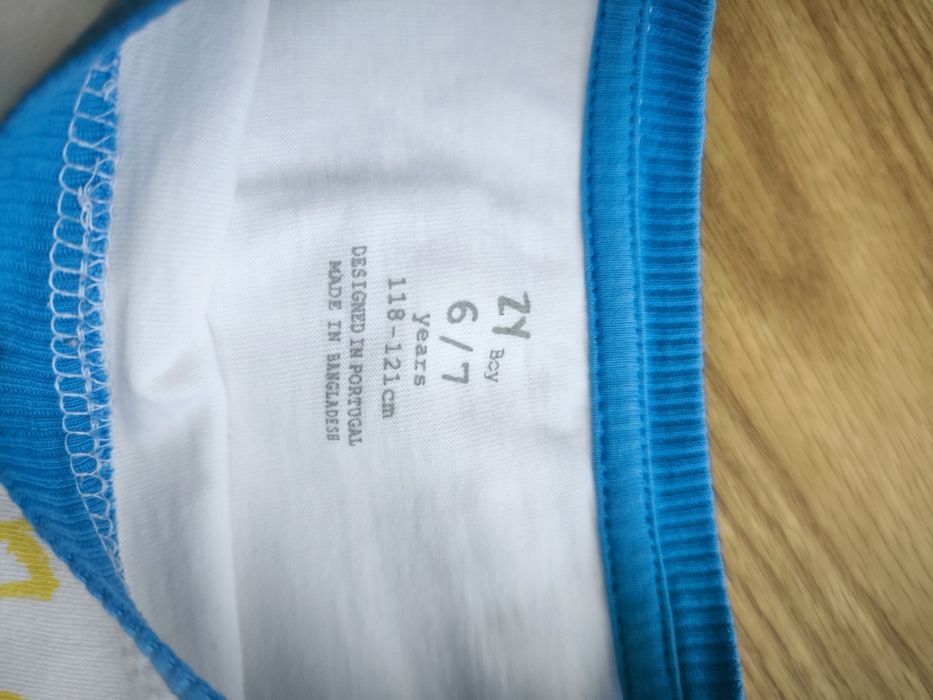 ZY Boy
6/7
years
118-121cm
DESIGNED IN PORTUGAL
MADE IN BANGLADESH